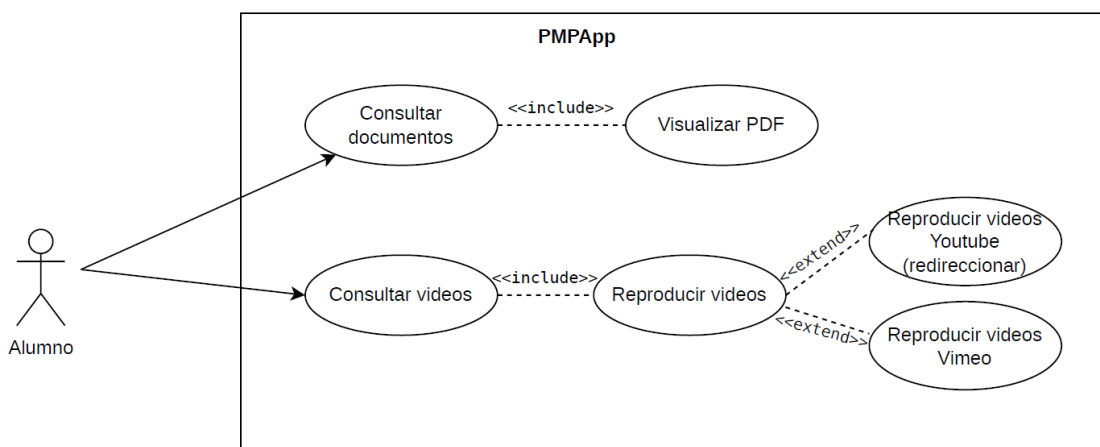 PMPApp
Consultar
documentos
<<include>>
Visualizar PDF
Alumno
Consultar videos
<<include>>
Reproducir videos
<<extend>>
Reproducir videos
Youtube
(redireccionar)
<<extend>>
Reproducir videos
Vimeo